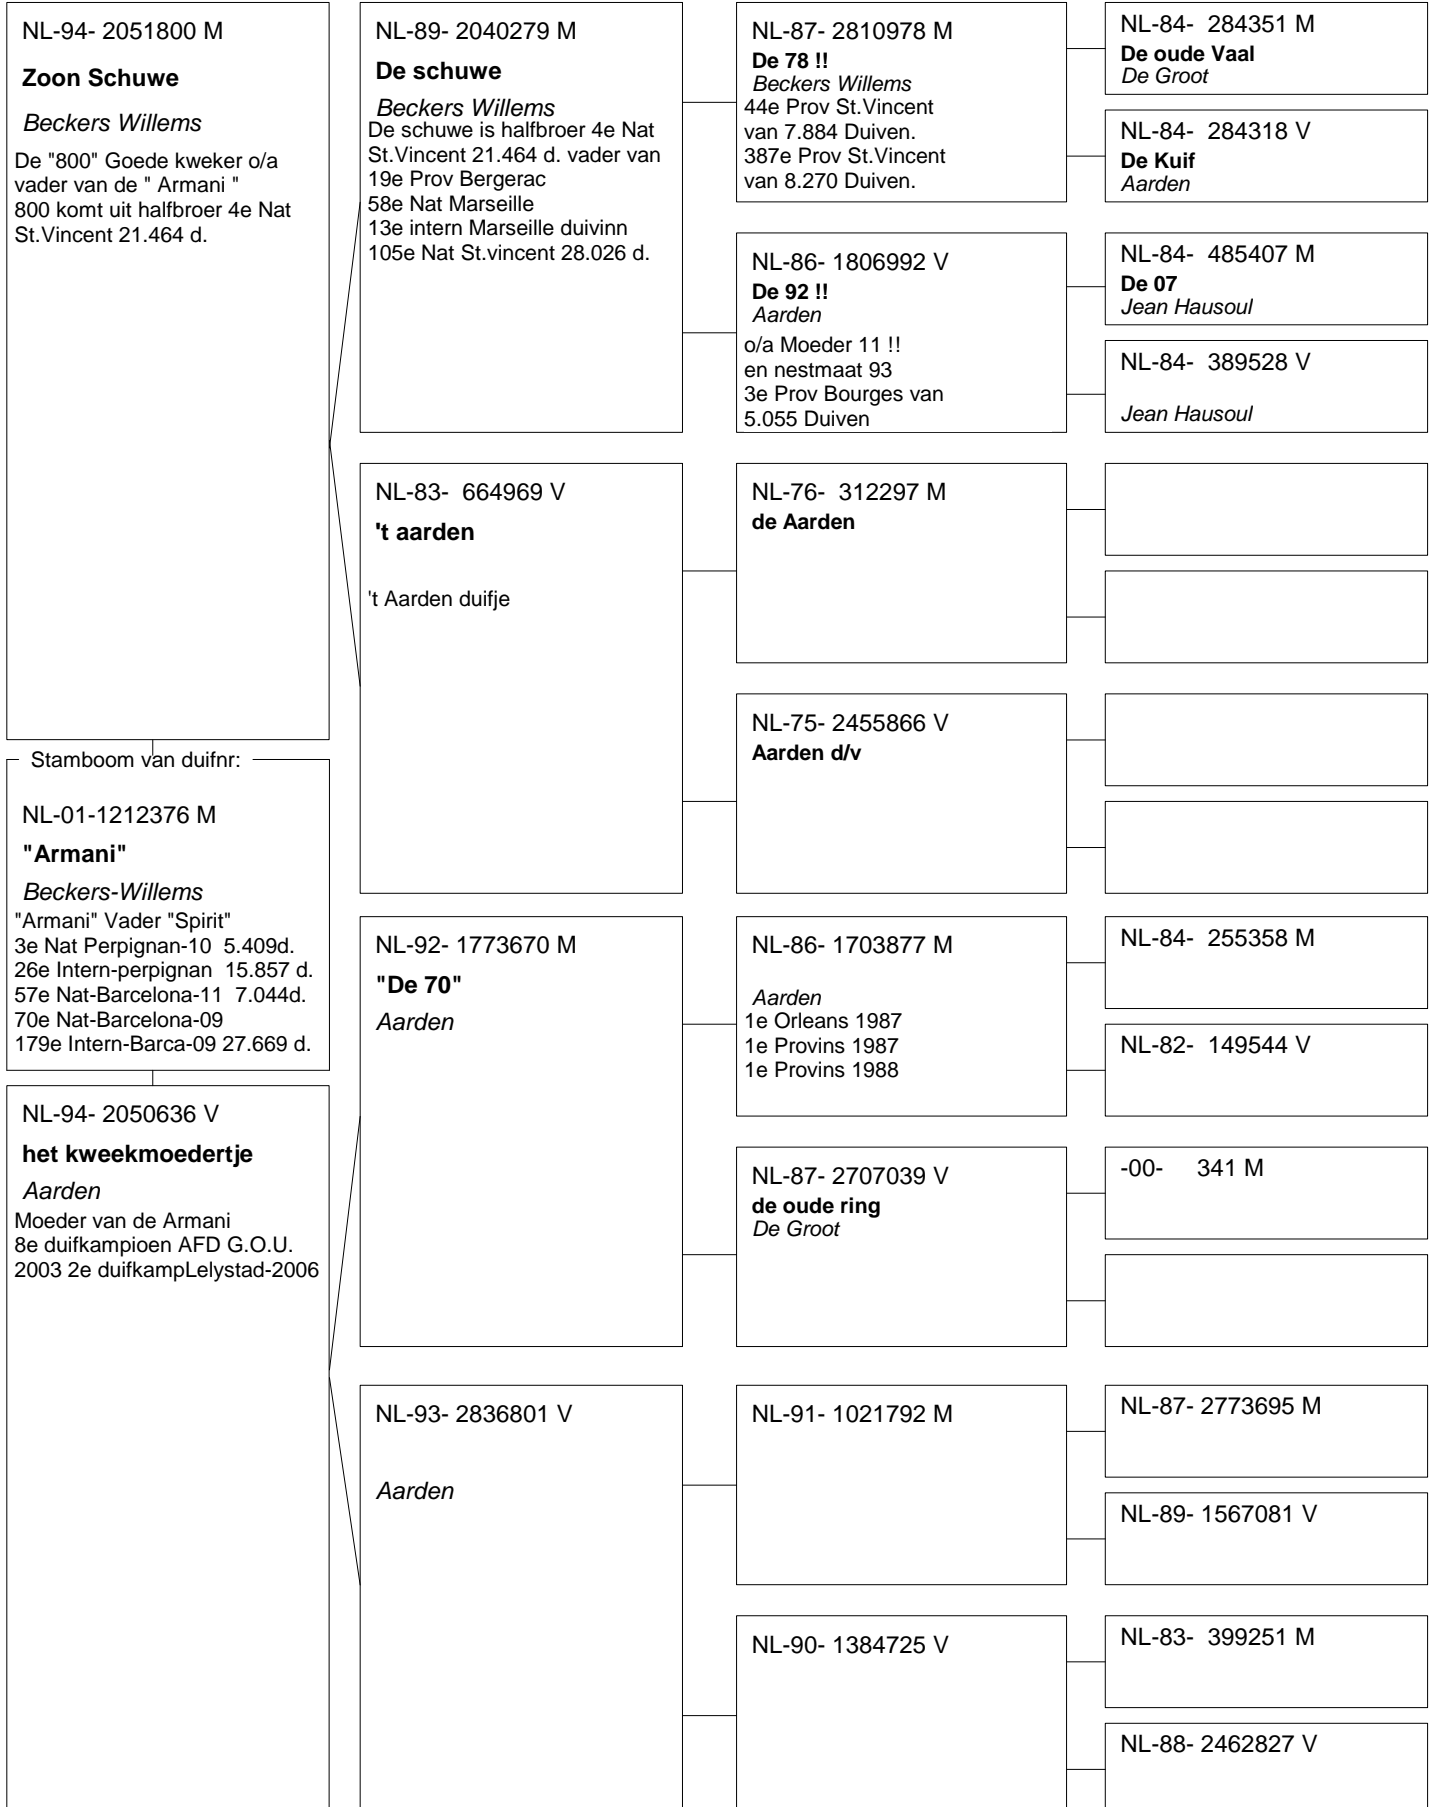 NL-94- 2051800 M
Zoon Schuwe
Beckers Willems
De "800" Goede kweker o/a
vader van de " Armani "
800 komt uit halfbroer 4e Nat
St.Vincent 21.464 d.
Stamboom van duifnr:
NL-01-1212376 M
"Armani"
Beckers-Willems
"Armani" Vader "Spirit"
3e Nat Perpignan-10  5.409d.
26e Intern-perpignan  15.857 d.
57e Nat-Barcelona-11  7.044d.
70e Nat-Barcelona-09
179e Intern-Barca-09 27.669 d.
NL-94- 2050636 V
het kweekmoedertje
Aarden
Moeder van de Armani
8e duifkampioen AFD G.O.U.
2003 2e duifkampLelystad-2006
NL-89- 2040279 M
De schuwe
Beckers Willems
De schuwe is halfbroer 4e Nat
St.Vincent 21.464 d. vader van
19e Prov Bergerac
58e Nat Marseille
13e intern Marseille duivinn
105e Nat St.vincent 28.026 d.
NL-83-  664969 V
't aarden
't Aarden duifje
NL-92- 1773670 M
"De 70"
Aarden
NL-93- 2836801 V
Aarden
NL-87- 2810978 M
De 78 !!
Beckers Willems
44e Prov St.Vincent
van 7.884 Duiven.
387e Prov St.Vincent
van 8.270 Duiven.
NL-86- 1806992 V
De 92 !!
Aarden
o/a Moeder 11 !!
en nestmaat 93
3e Prov Bourges van
5.055 Duiven
NL-76-  312297 M
de Aarden
NL-75- 2455866 V
Aarden d/v
NL-86- 1703877 M
Aarden
1e Orleans 1987
1e Provins 1987
1e Provins 1988
NL-87- 2707039 V
de oude ring
De Groot
NL-91- 1021792 M
NL-90- 1384725 V
NL-84-  284351 M
De oude Vaal
De Groot
NL-84-  284318 V
De Kuif
Aarden
NL-84-  485407 M
De 07
Jean Hausoul
NL-84-  389528 V
Jean Hausoul
NL-84-  255358 M
NL-82-  149544 V
-00-     341 M
NL-87- 2773695 M
NL-89- 1567081 V
NL-83-  399251 M
NL-88- 2462827 V